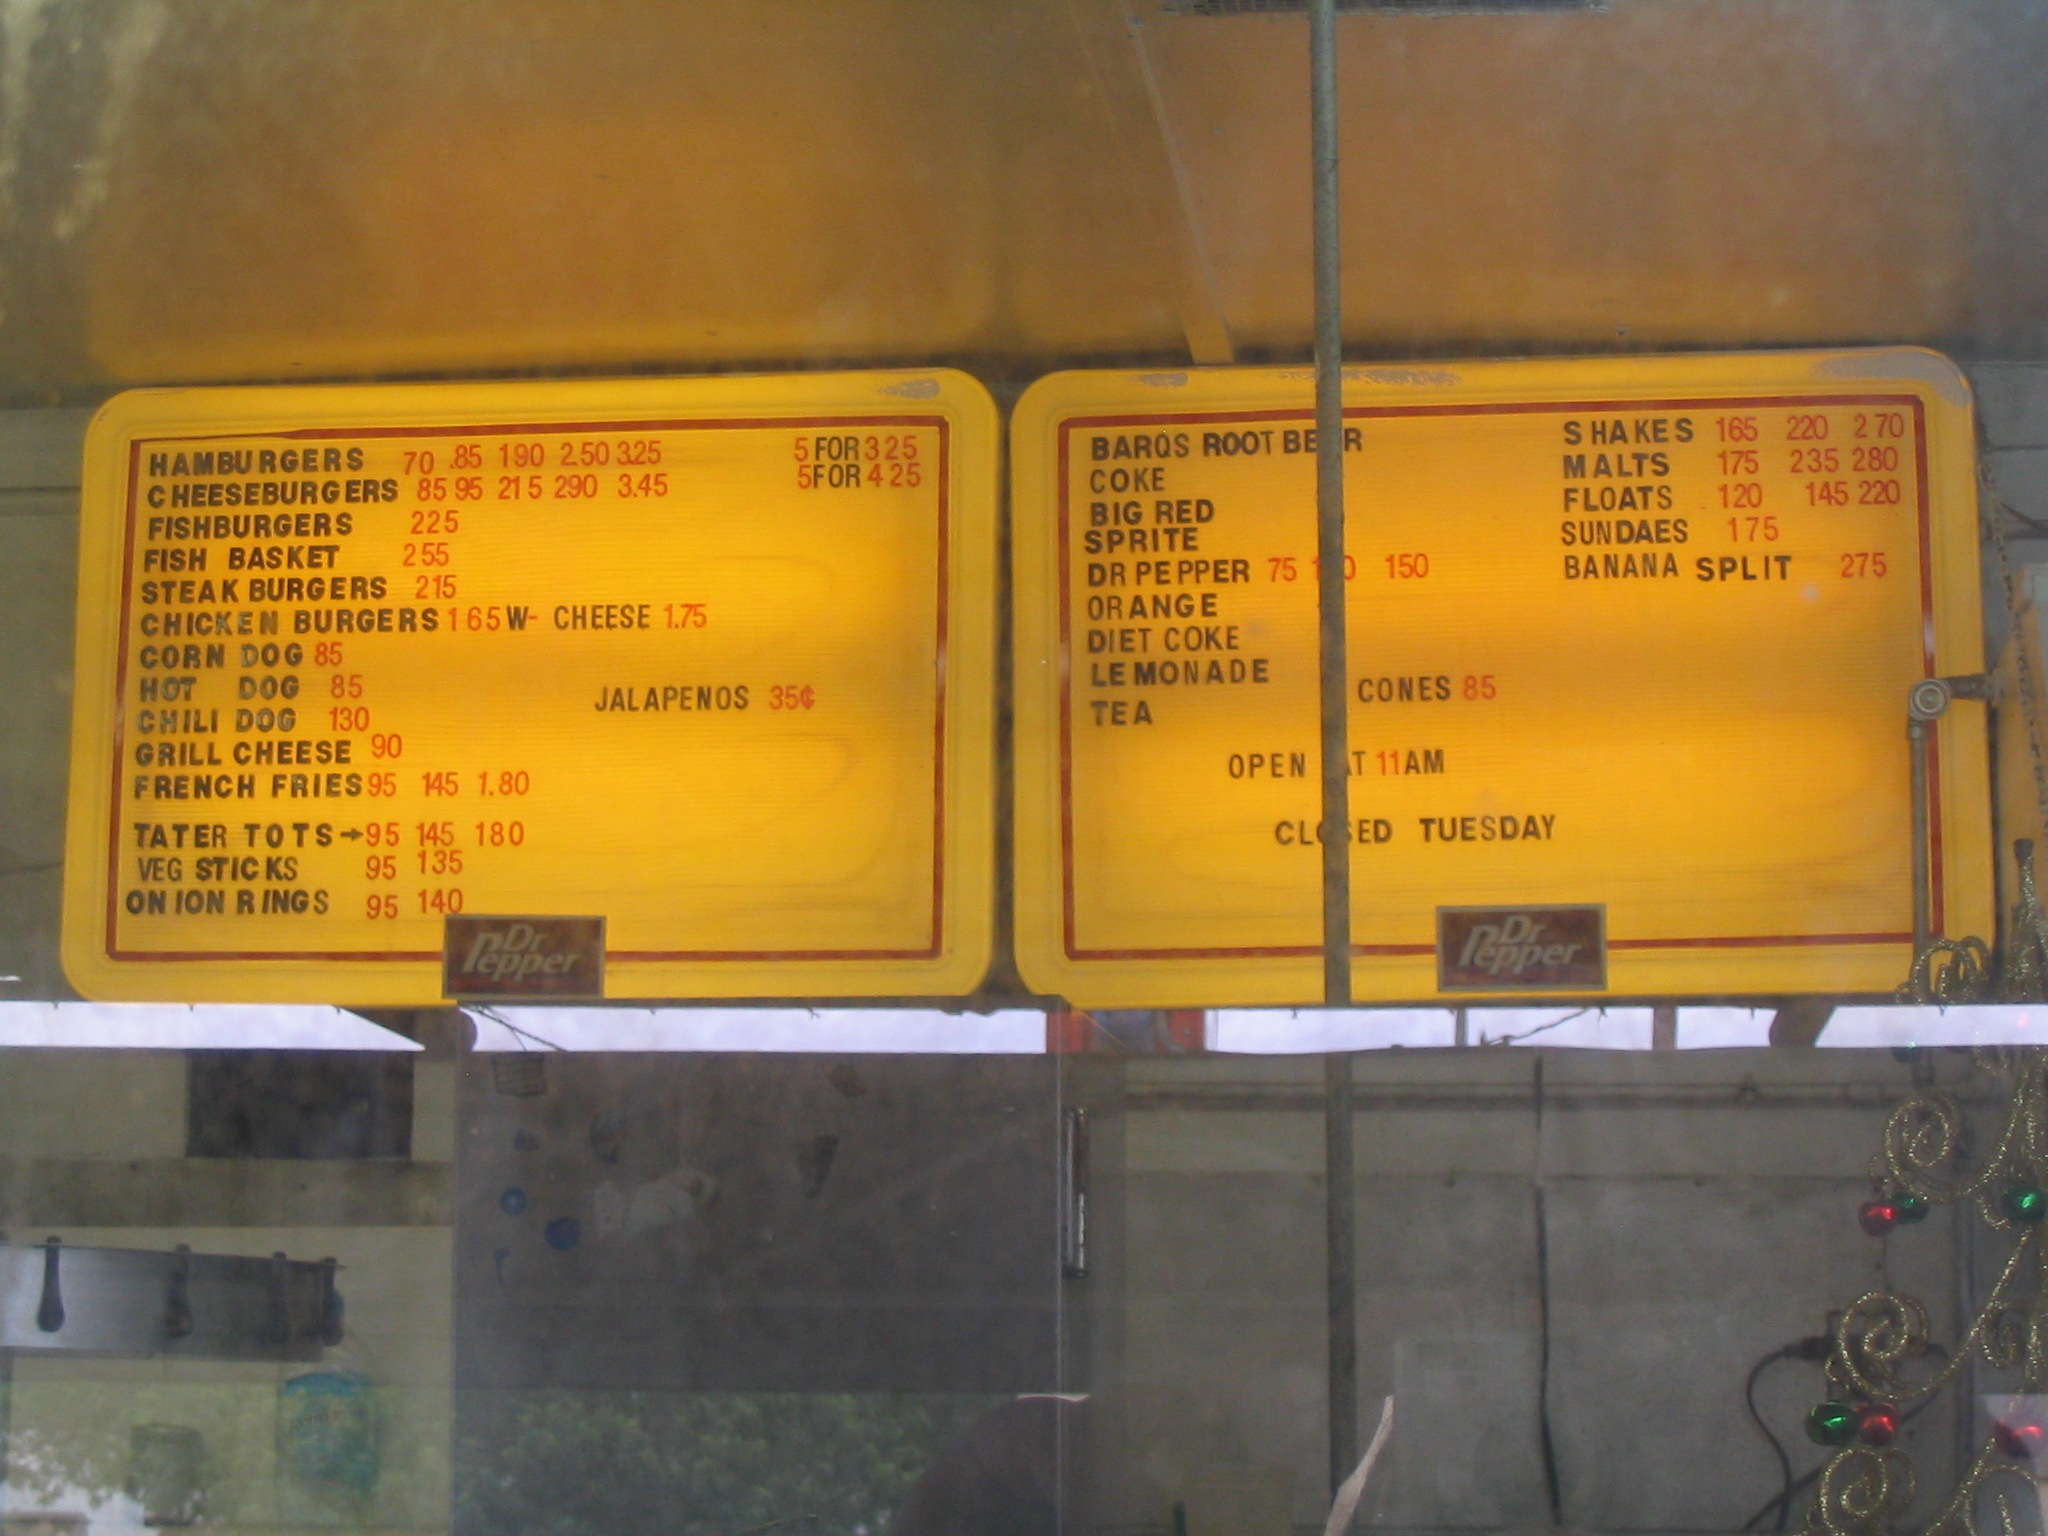 HAMBURGERS 70 .85 190 2.50 3.25 5 FOR 3 25
CHEESEBURGERS 85 95 215 290 3.45 5 FOR 4 25
FISHBURGERS 225
FISH BASKET 255
STEAK BURGERS 215
CHICKEN BURGERS 165 W- CHEESE 1.75
CORN DOG 85
HOT DOG 85
JALAPENOS 35¢
CHILI DOG 130
GRILL CHEESE 90
FRENCH FRIES 95 145 1.80
TATER TOTS → 95 145 180
VEG STICKS 95 135
ONION RINGS 95 140
Dr Pepper
BARQS ROOT BEER
COKE
BIG RED
SPRITE
DR PEPPER 75 150
ORANGE
DIET COKE
LEMONADE
TEA
SHAKES 165 220 270
MALTS 175 235 280
FLOATS 120 145 220
SUNDAES 175
BANANA SPLIT 275
CONES 85
OPEN AT 11AM
CLOSED TUESDAY
Dr Pepper